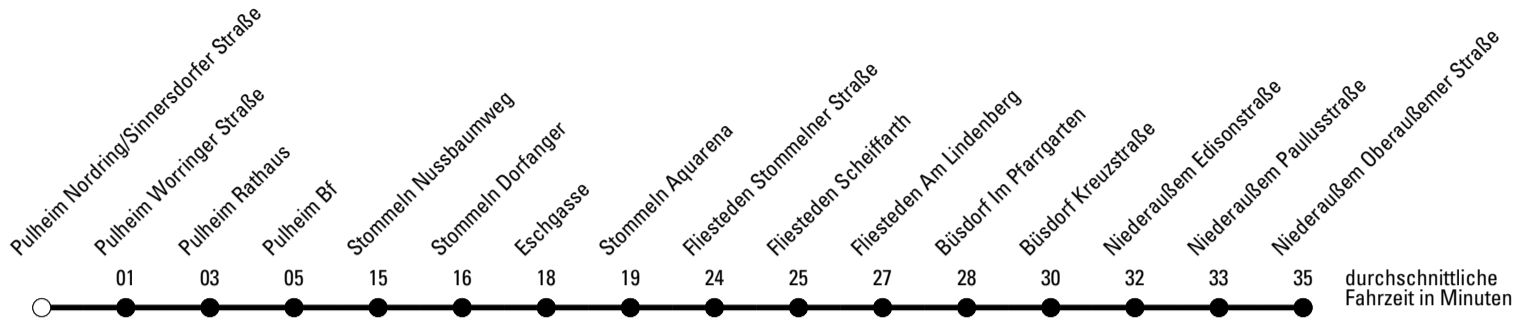 Pulheim Nordring/Sinnersdorfer Straße
Pulheim Worringer Straße
Pulheim Rathaus
Pulheim Bf
Stommeln Nussbaumweg
Stommeln Dorfanger
Eschgasse
Stommeln Aquarena
Fliesteden Stommelner Straße
Fliesteden Scheiffarth
Fliesteden Am Lindenberg
Büsdorf Im Pfarrgarten
Büsdorf Kreuzstraße
Niederaußem Edisonstraße
Niederaußem Paulusstraße
Niederaußem Oberaußemer Straße
01 03 05 15 16 18 19 24 25 27 28 30 32 33 35
durchschnittliche
Fahrzeit in Minuten